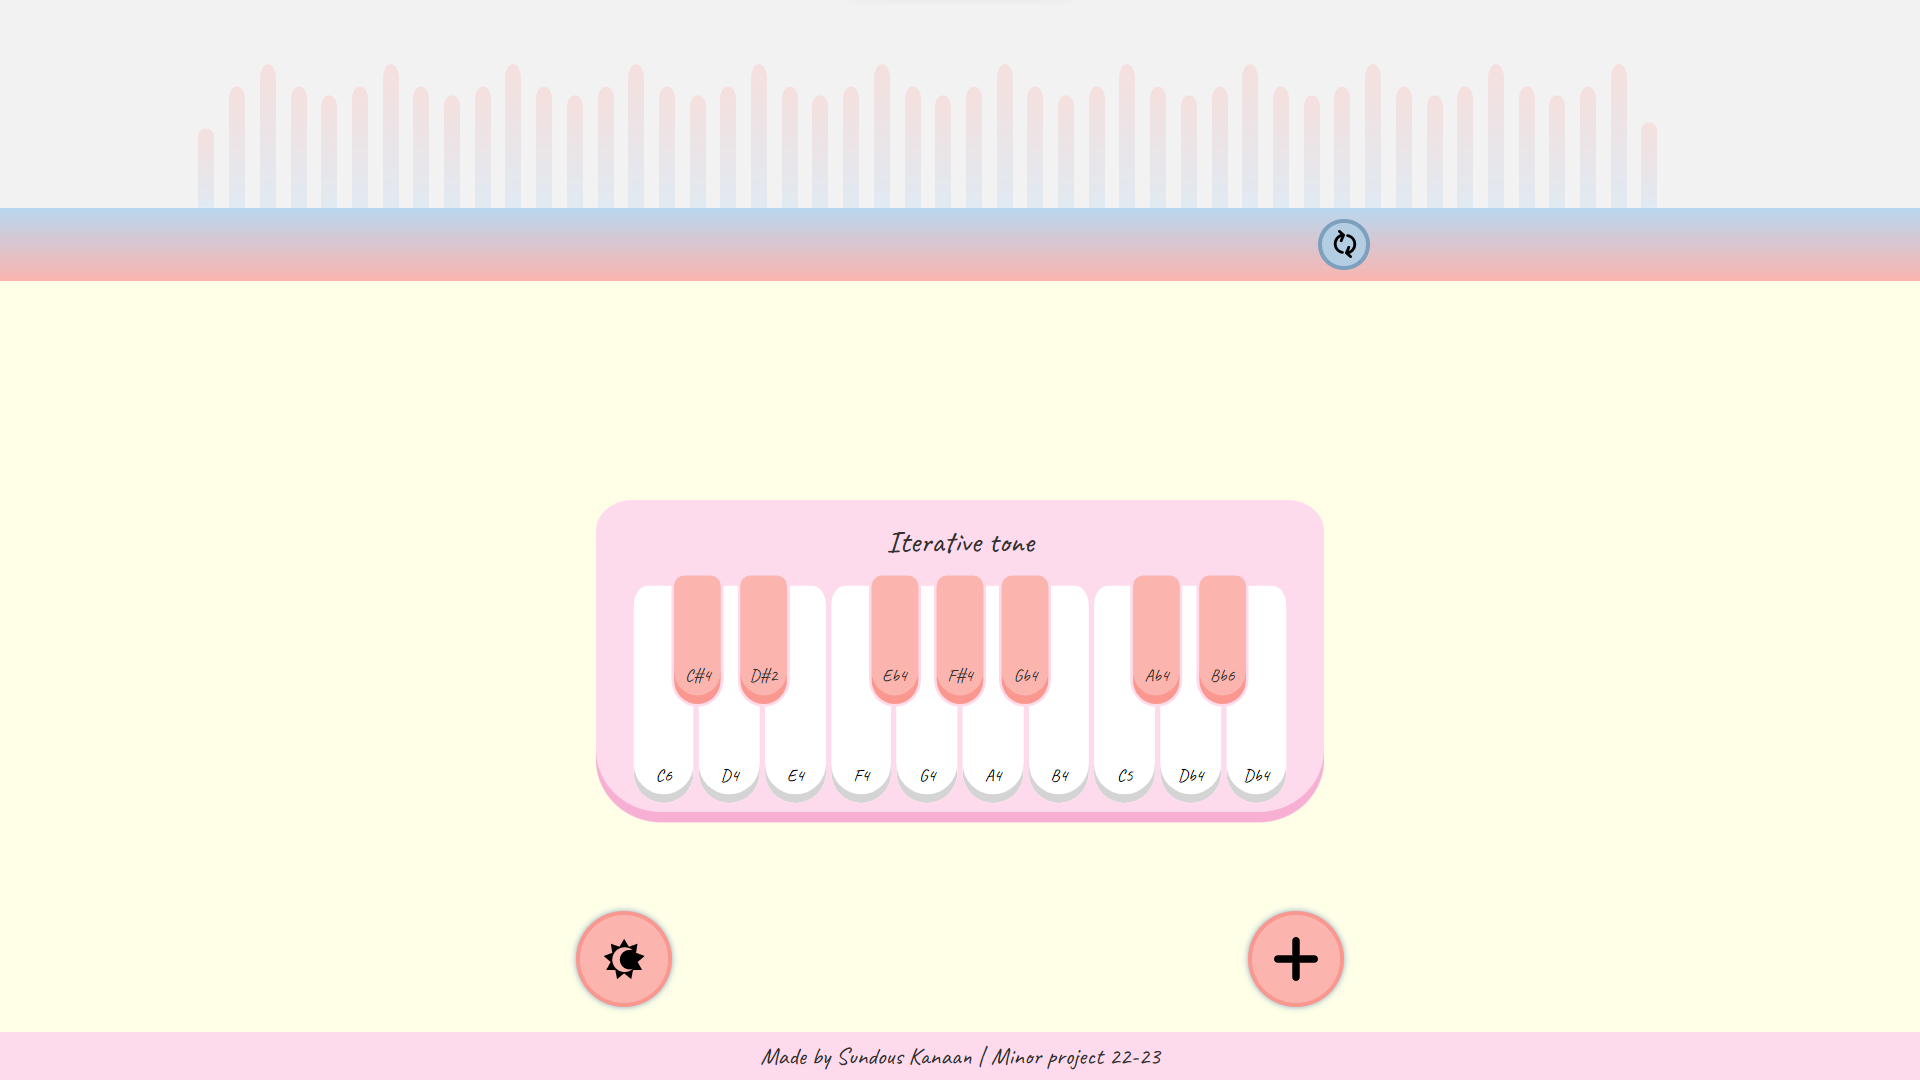 Iterative tone
C#4 D#2 Eb4 F#4 Gb4 Ab4 Bb6
C6 D4 E4 F4 G4 A4 B4 C5 Db4 Db4
Made by Sundous Kanaan | Minor project 22-23